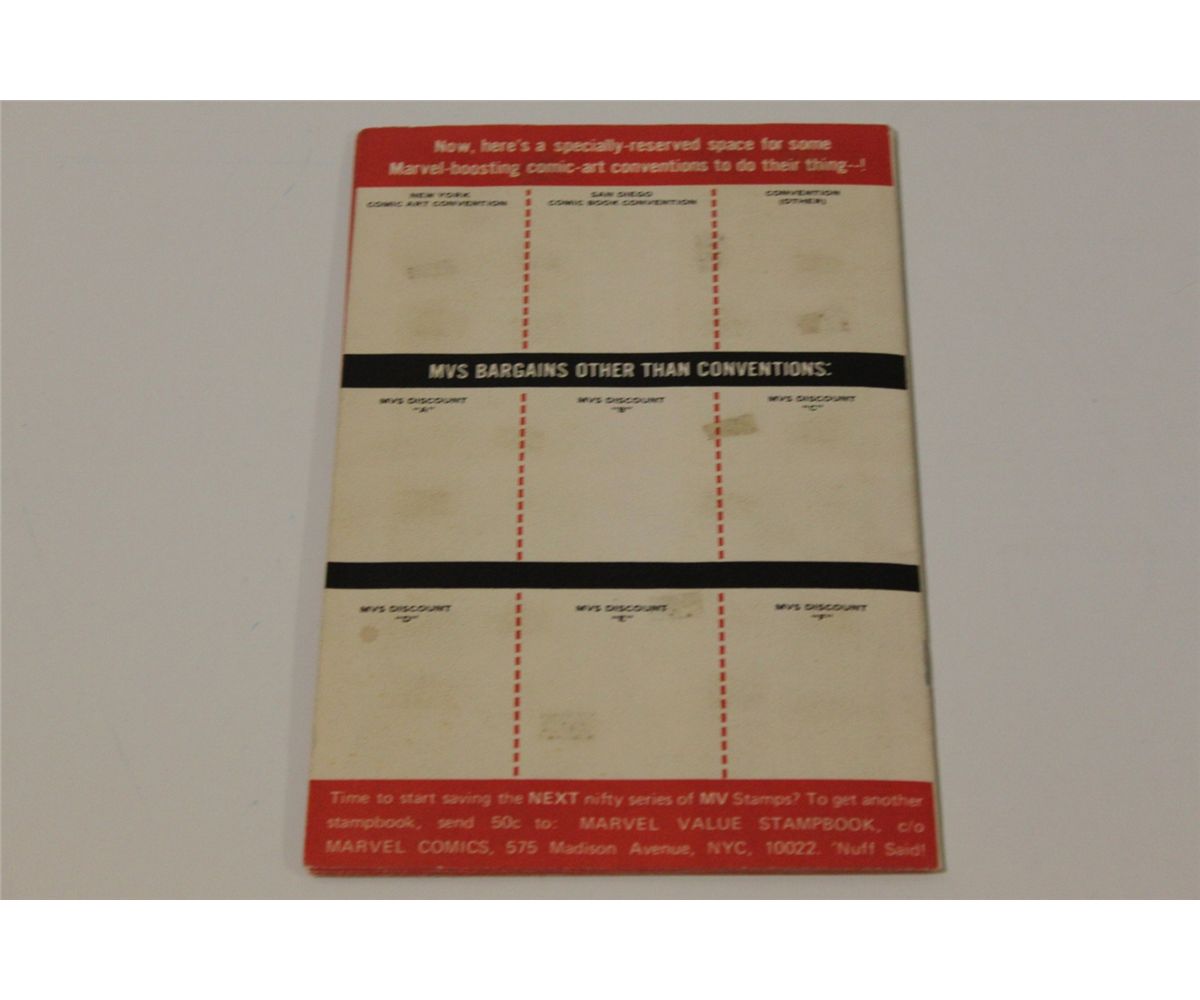 Now, here's a specially-reserved space for some
Marvel-boosting comic-art conventions to do their thing--!
NEW YORK
COMIC ART CONVENTION
SAN DIEGO
COMIC BOOK CONVENTION
CONVENTION
(OTHER)
MVS BARGAINS OTHER THAN CONVENTIONS:
MVS DISCOUNT
"A"
MVS DISCOUNT
"B"
MVS DISCOUNT
"C"
MVS DISCOUNT
"D"
MVS DISCOUNT
"E"
MVS DISCOUNT
"F"
Time to start saving the NEXT nifty series of MV Stamps? To get another
stampbook, send 50c to: MARVEL VALUE STAMPBOOK, c/o
MARVEL COMICS, 575 Madison Avenue, NYC, 10022. 'Nuff Said!